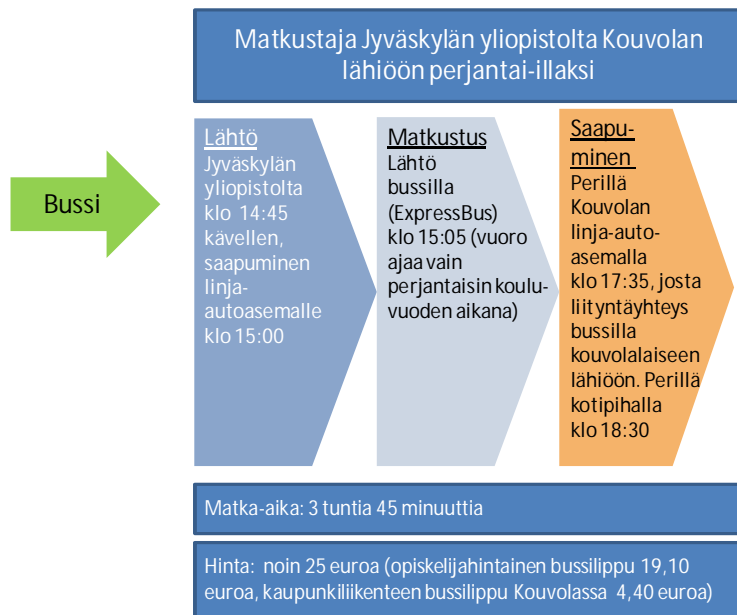 Matkustaja Jyväskylän yliopistolta Kouvolan
lähiöön perjantai-illaksi
Bussi
Lähtö
Jyväskylän
yliopistolta
klo 14:45
kävellen,
saapuminen
linja-
autoasemalle
klo 15:00
Matkustus
Lähtö
bussilla
(ExpressBus)
klo 15:05 (vuoro
ajaa vain
perjantaisin koulu-
vuoden aikana)
Saapu-
minen
Perillä
Kouvolan
linja-auto-
asemalla
klo 17:35, josta
liityntäyhteys
bussilla
kouvolalaiseen
lähiöön. Perillä
kotipihalla
klo 18:30
Matka-aika: 3 tuntia 45 minuuttia
Hinta: noin 25 euroa (opiskelijahintainen bussilippu 19,10
euroa, kaupunkiliikenteen bussilippu Kouvolassa 4,40 euroa)